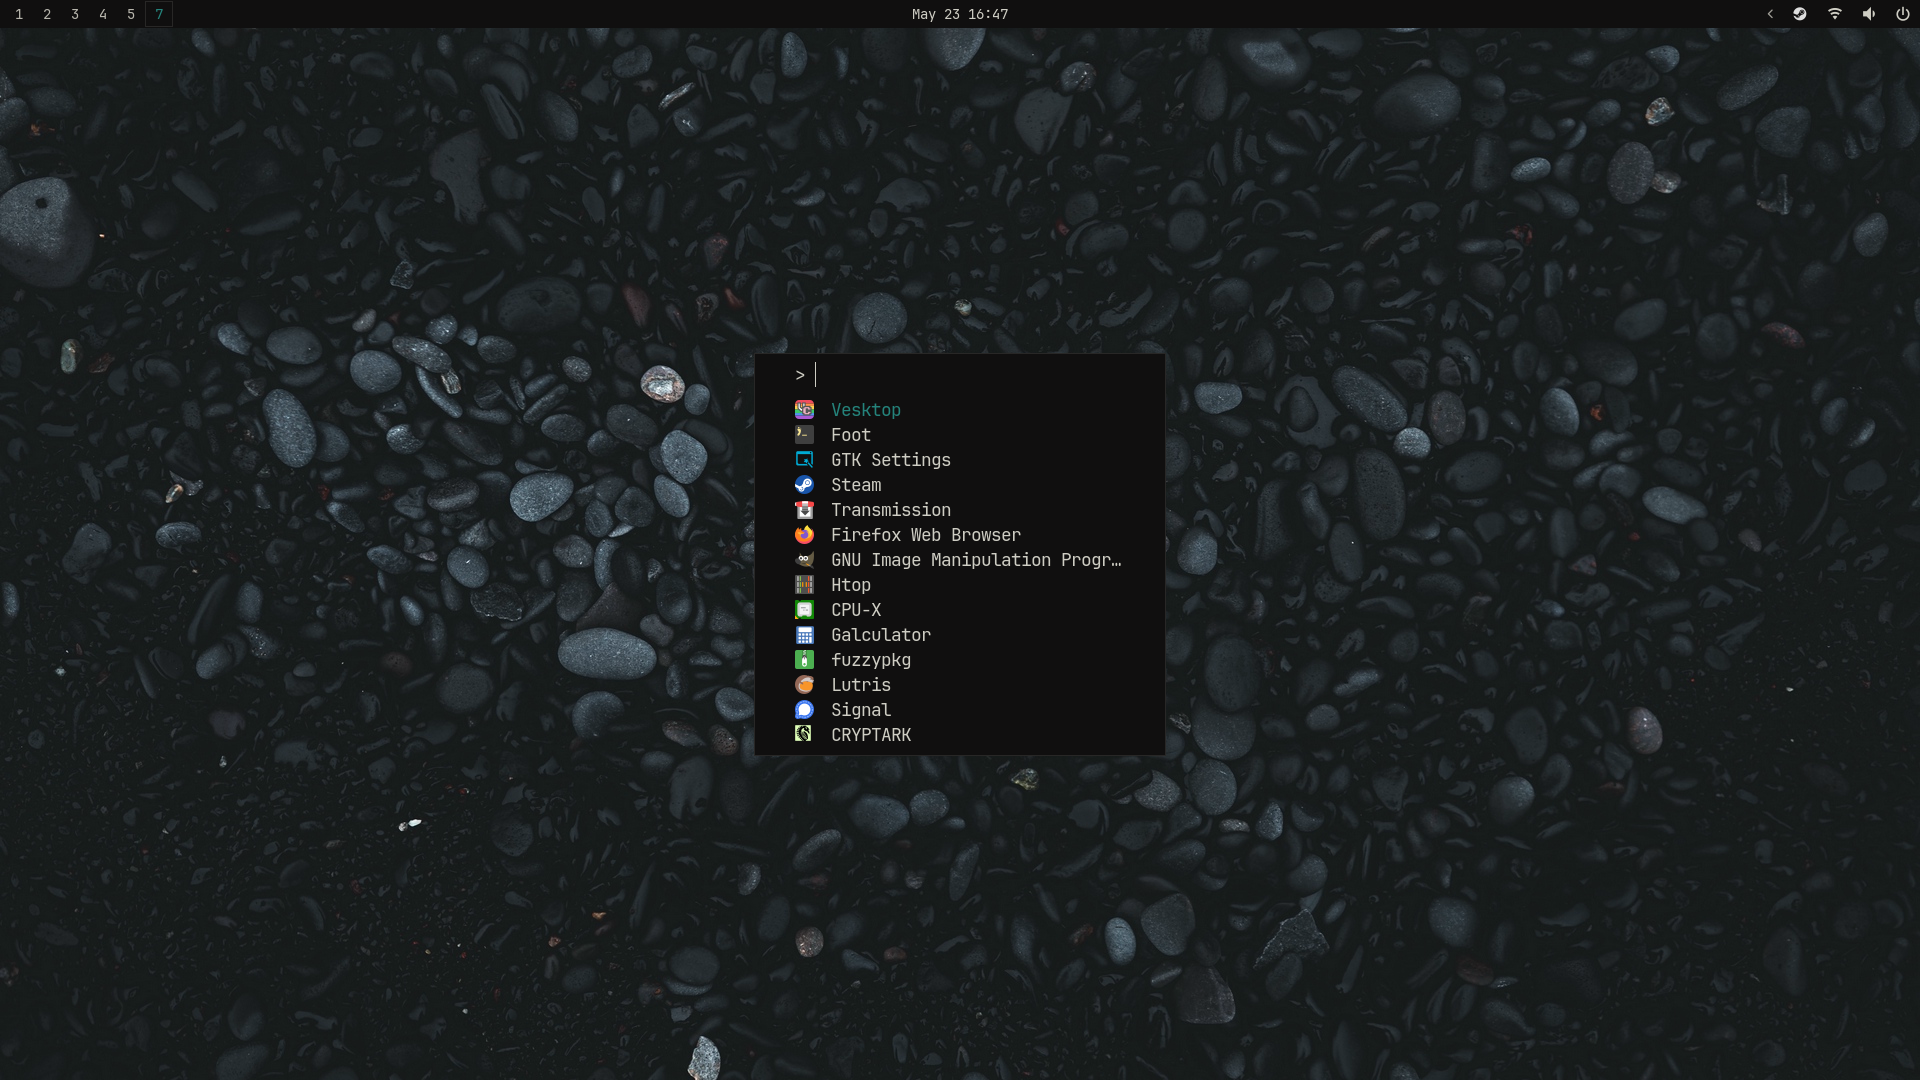 1 2 3 4 5 7
May 23 16:47
>
Vesktop
Foot
GTK Settings
Steam
Transmission
Firefox Web Browser
GNU Image Manipulation Progr…
Htop
CPU-X
Galculator
fuzzypkg
Lutris
Signal
CRYPTARK